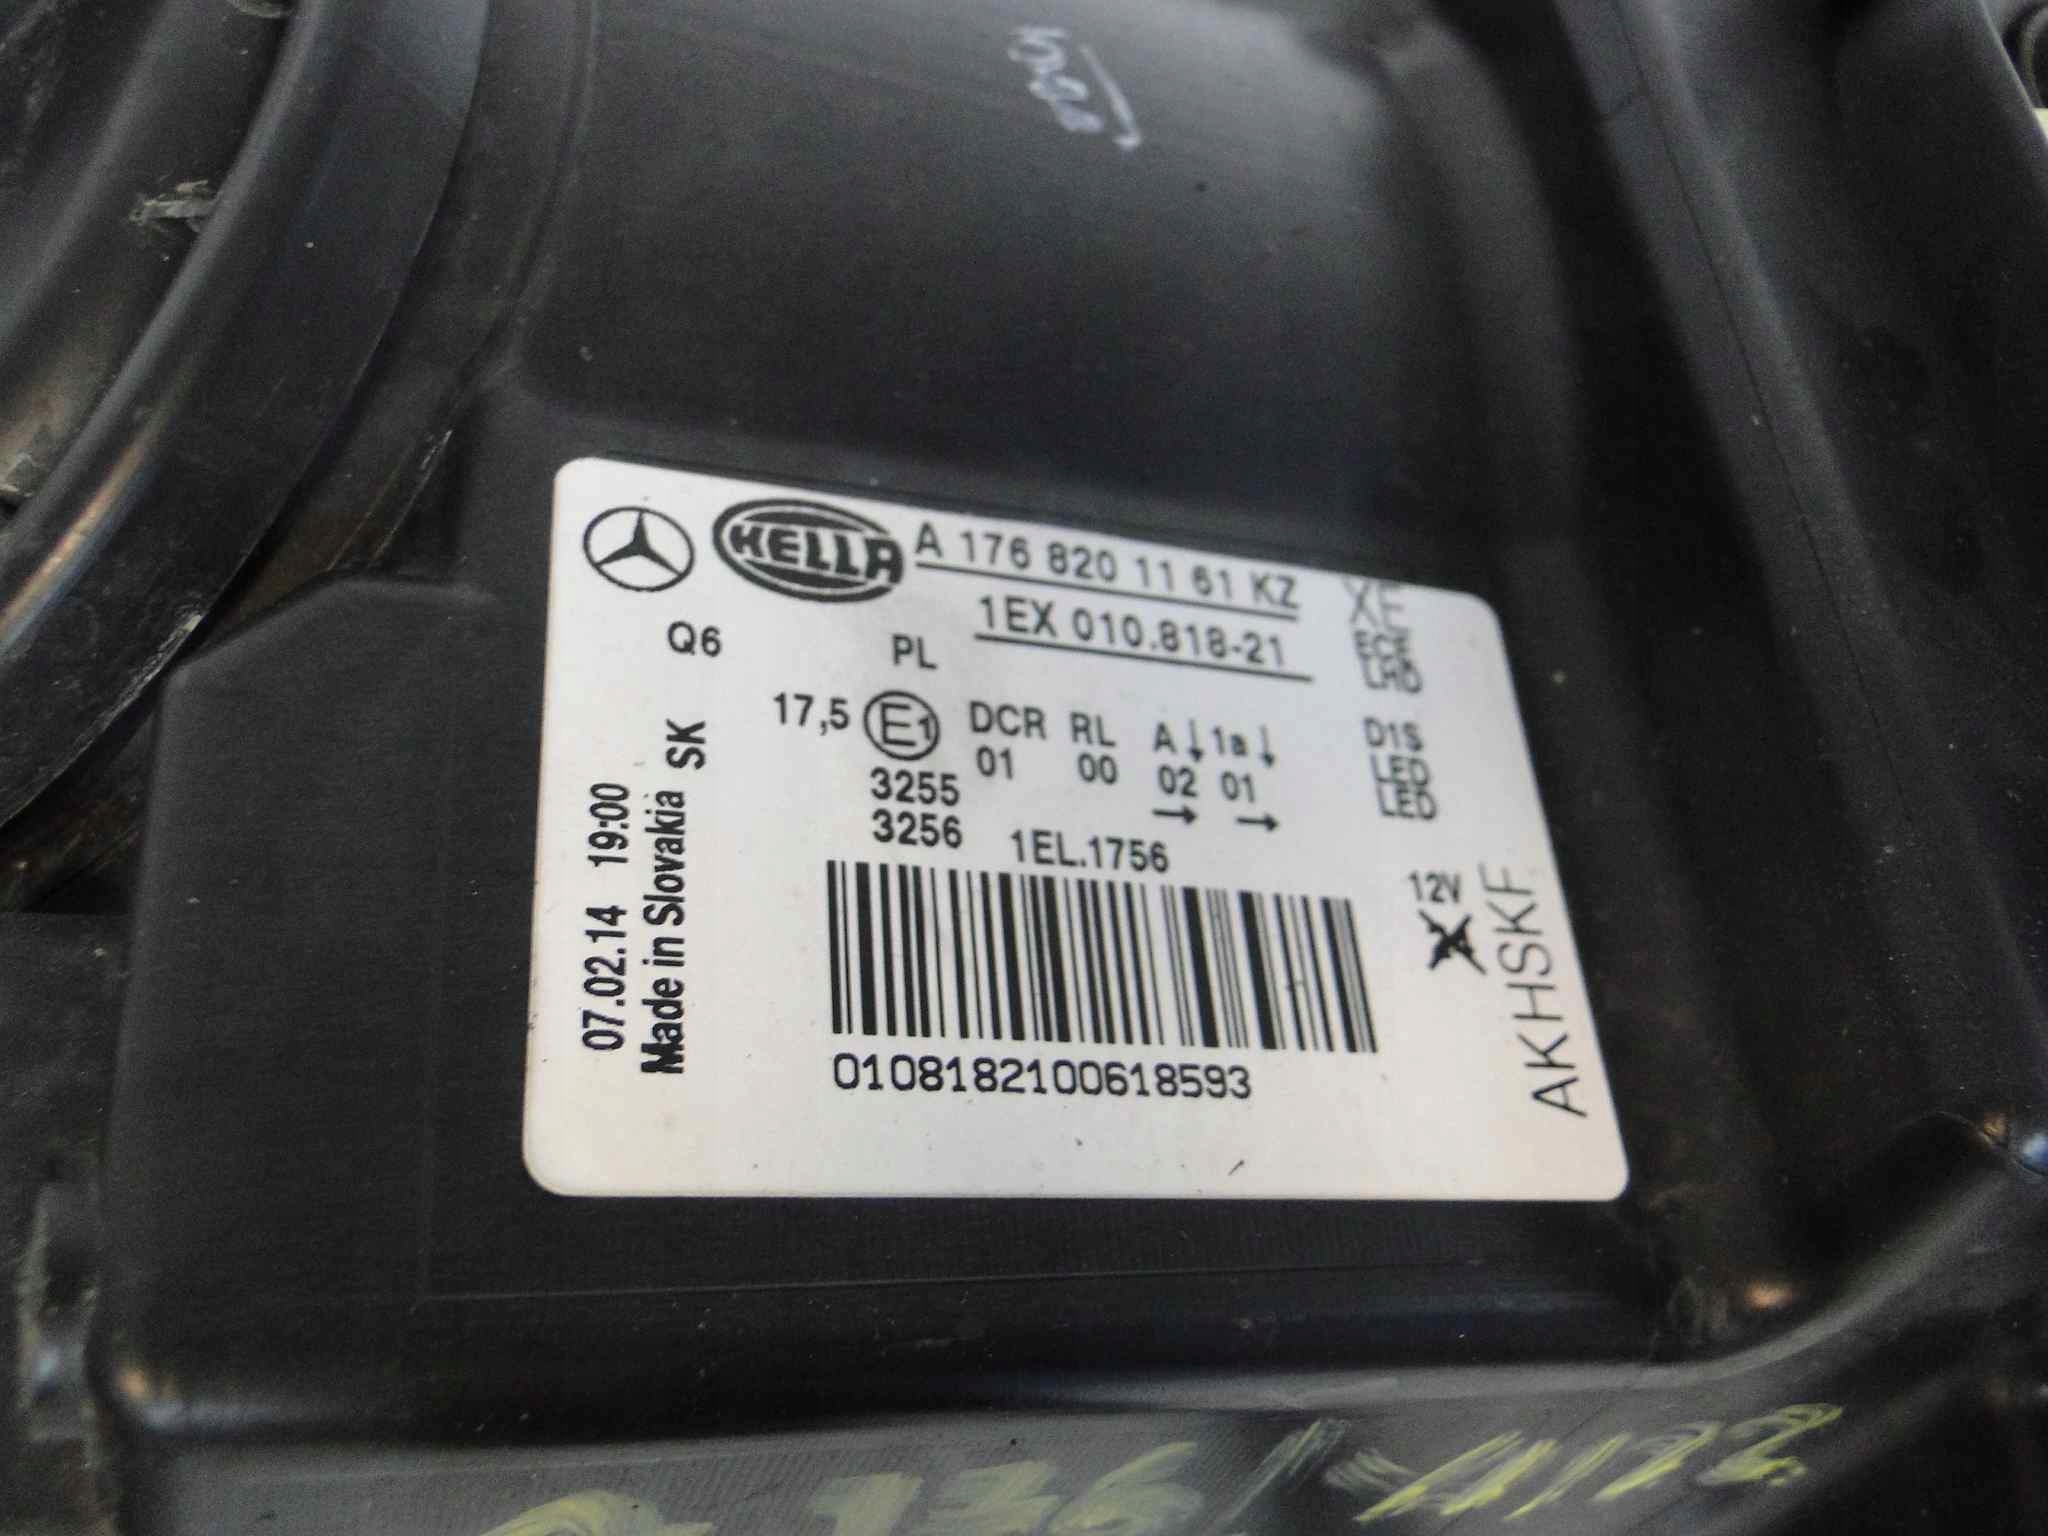 HELLA
A 176 820 11 61 KZ
XE
1EX 010.818-21
ECE
LHD
Q6
PL
17,5 E1 DCR RL A 1a
01 00 02 01
3255
3256
D1S
LED
LED
1EL.1756
12V
AKHSKF
07.02.14 19:00
Made in Slovakia SK
0108182100618593